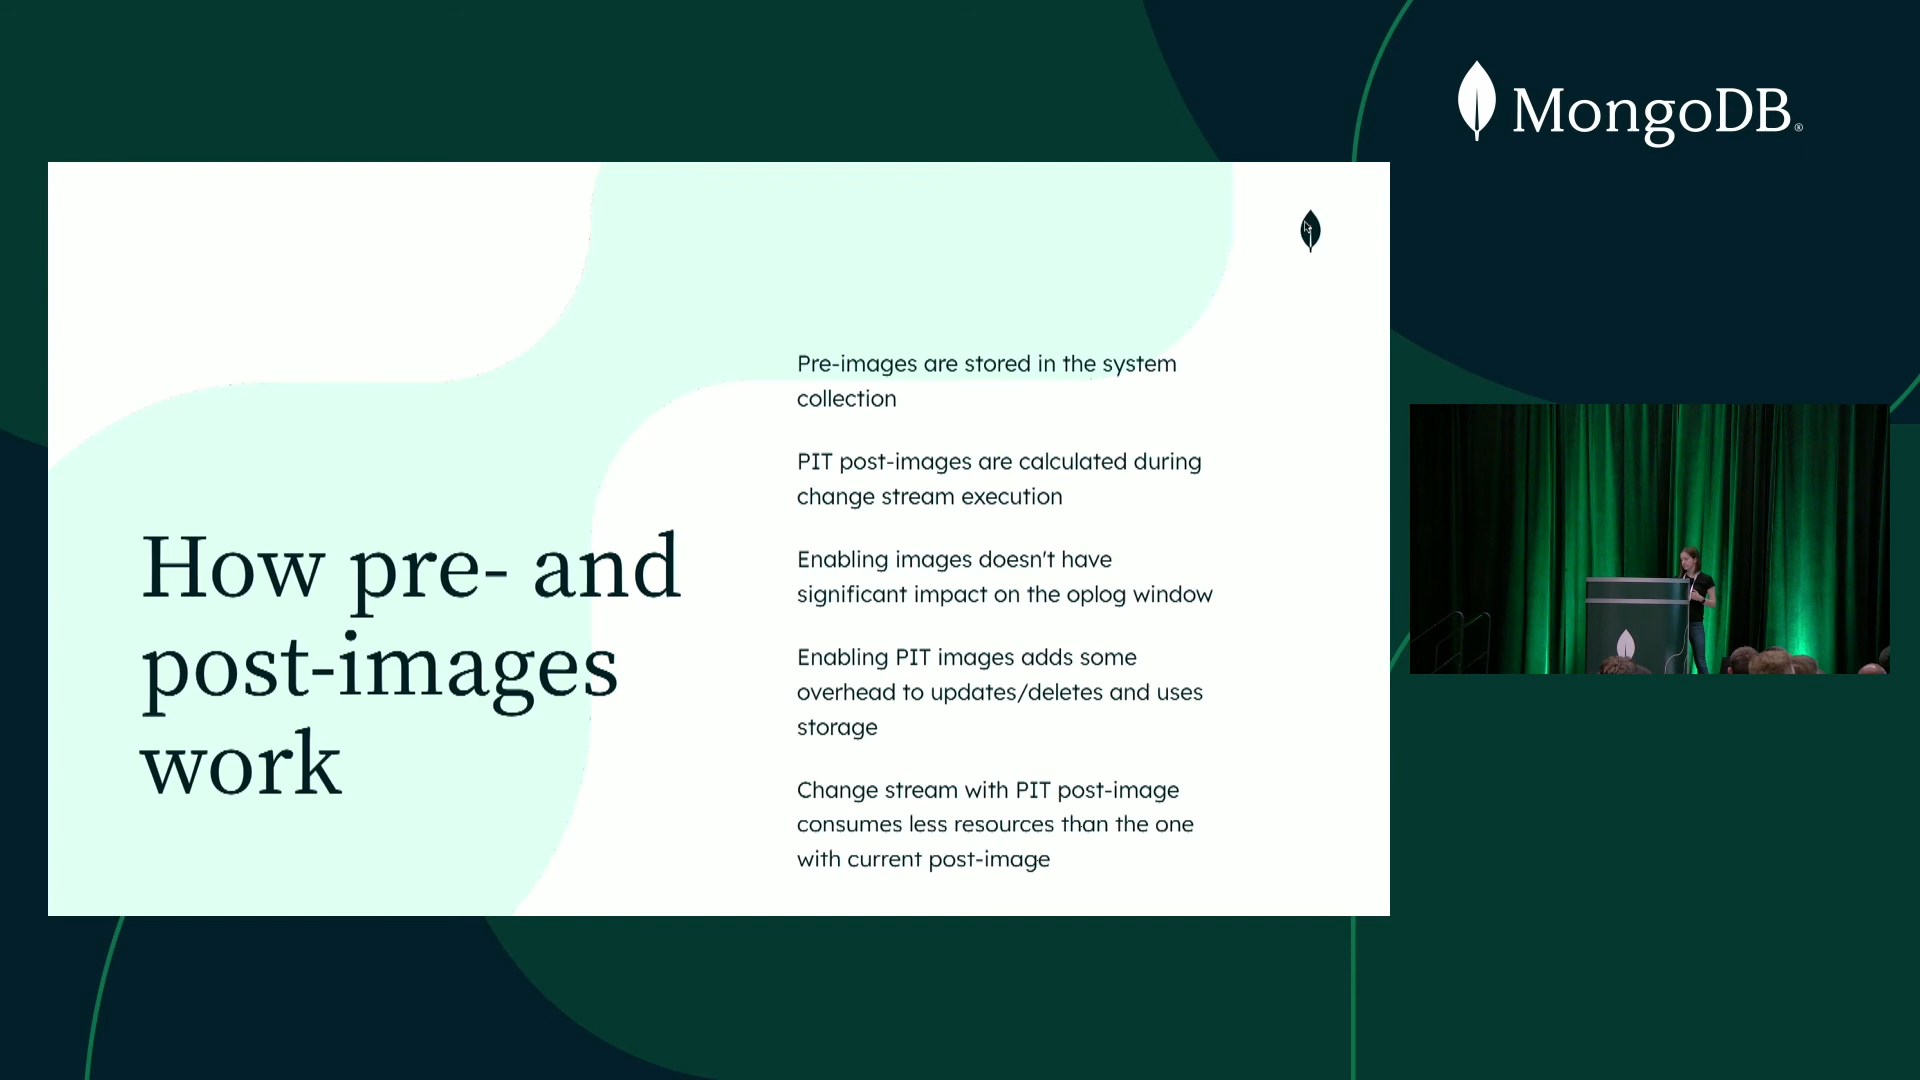 MongoDB®
How pre- and
post-images
work
Pre-images are stored in the system
collection
PIT post-images are calculated during
change stream execution
Enabling images doesn't have
significant impact on the oplog window
Enabling PIT images adds some
overhead to updates/deletes and uses
storage
Change stream with PIT post-image
consumes less resources than the one
with current post-image